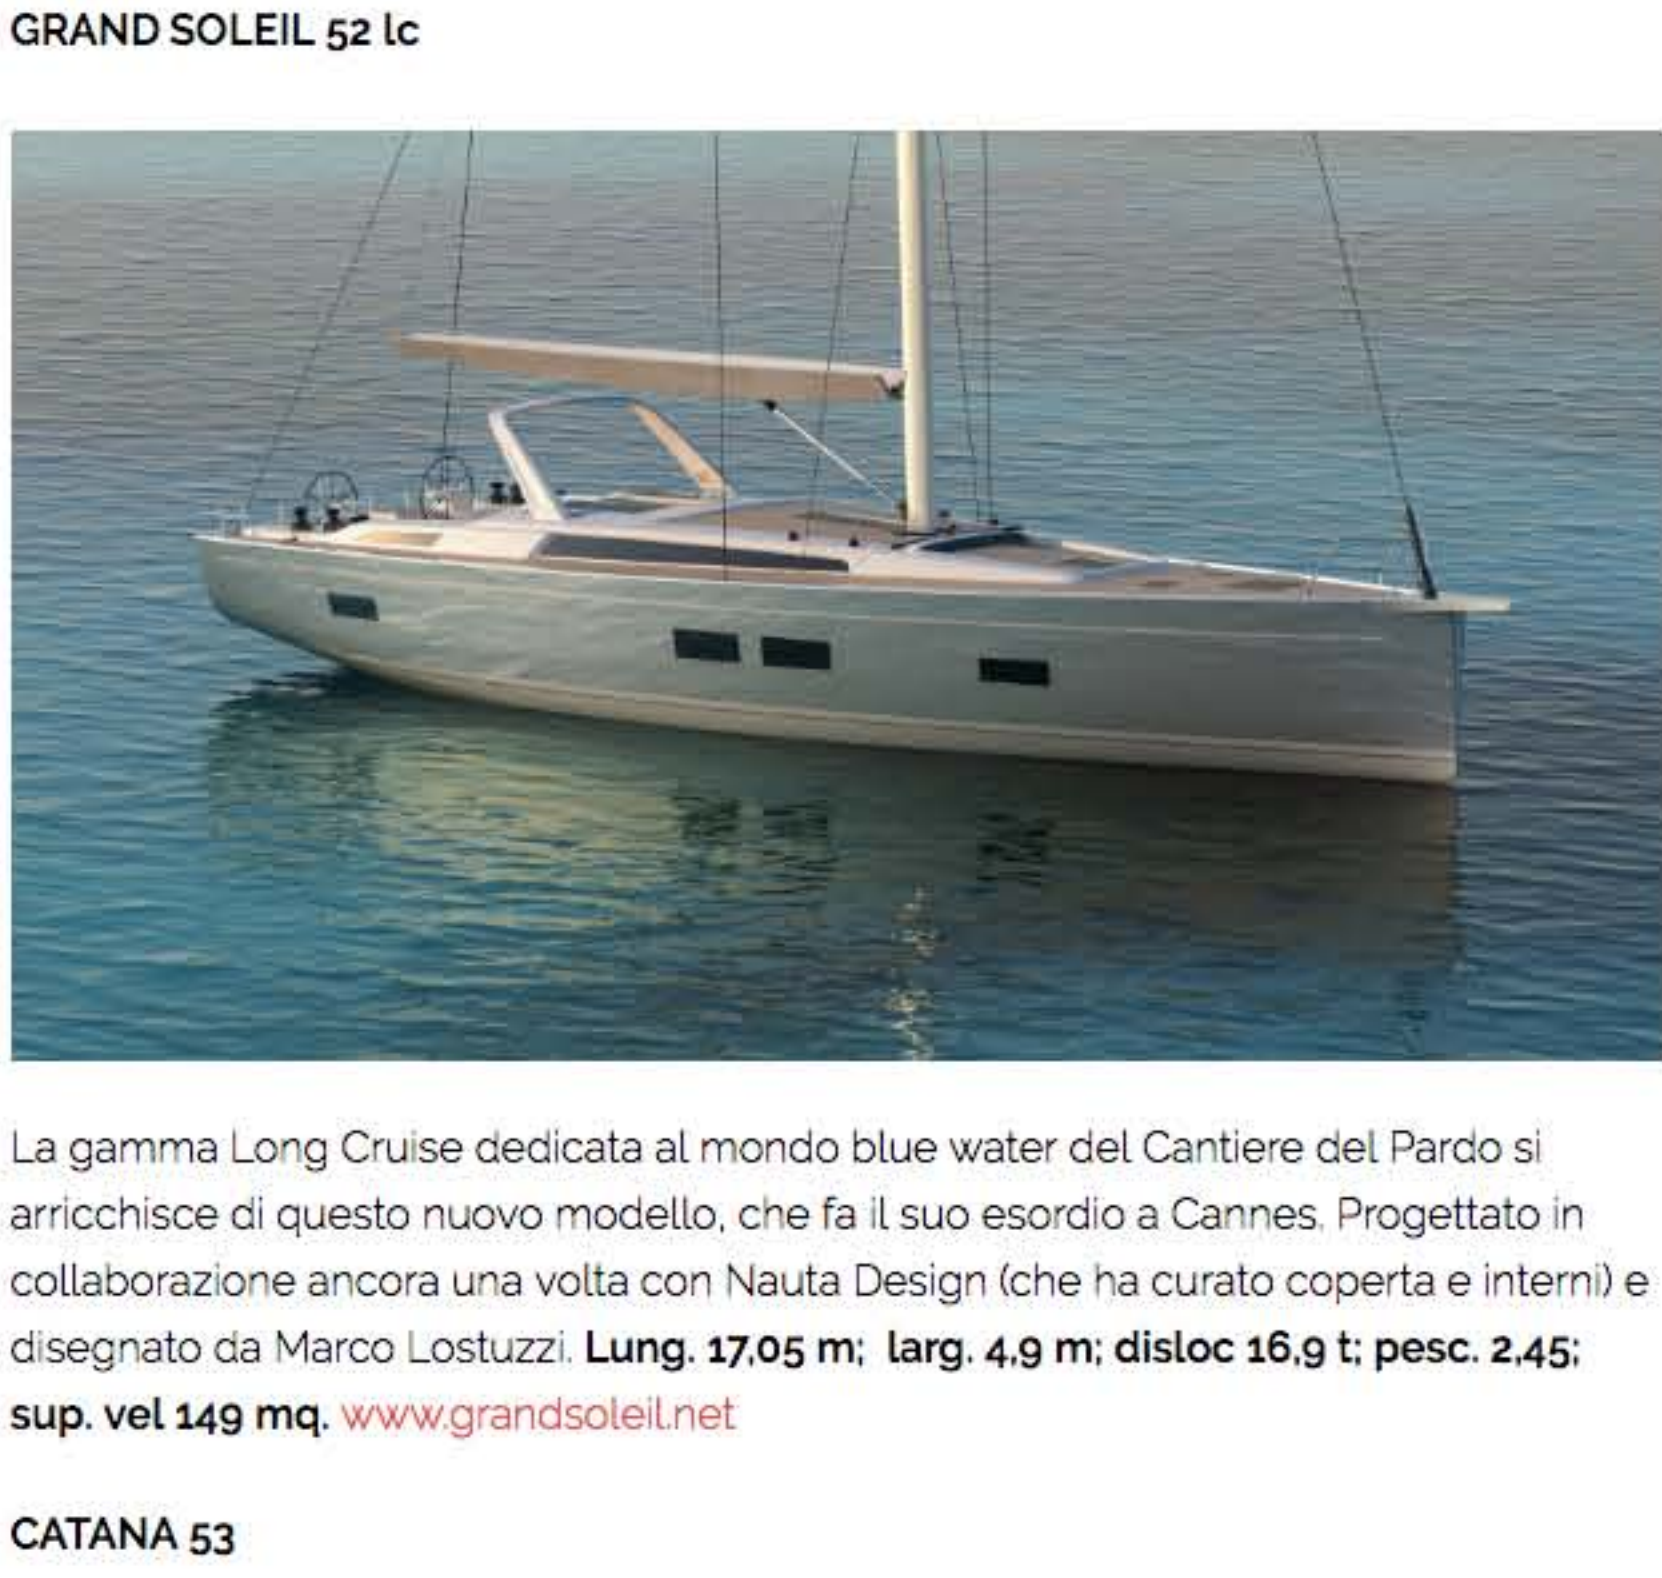 GRAND SOLEIL 52 lc
La gamma Long Cruise dedicata al mondo blue water del Cantiere del Pardo si
arricchisce di questo nuovo modello, che fa il suo esordio a Cannes. Progettato in
collaborazione ancora una volta con Nauta Design (che ha curato coperta e interni) e
disegnato da Marco Lostuzzi. Lung. 17,05 m; larg. 4,9 m; disloc 16,9 t; pesc. 2,45;
sup. vel 149 mq. www.grandsoleil.net
CATANA 53